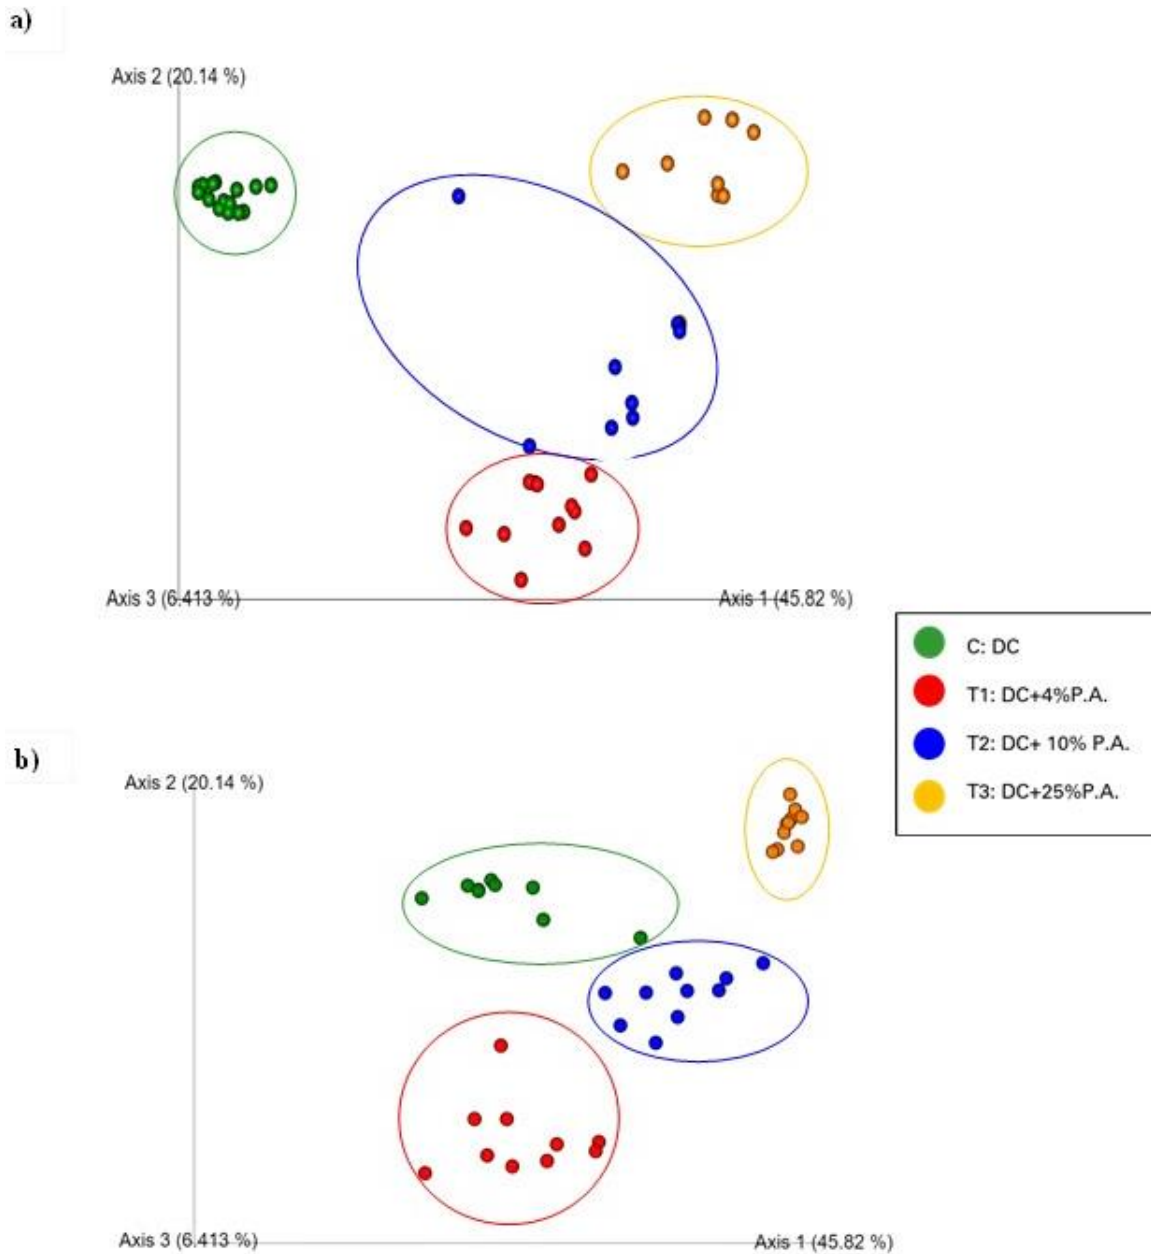 a)
Axis 2 (20.14 %)
Axis 3 (6.413 %)
Axis 1 (45.82 %)
C: DC
T1: DC+4%P.A.
T2: DC+ 10% P.A.
T3: DC+25%P.A.
b)
Axis 2 (20.14 %)
Axis 3 (6.413 %)
Axis 1 (45.82 %)